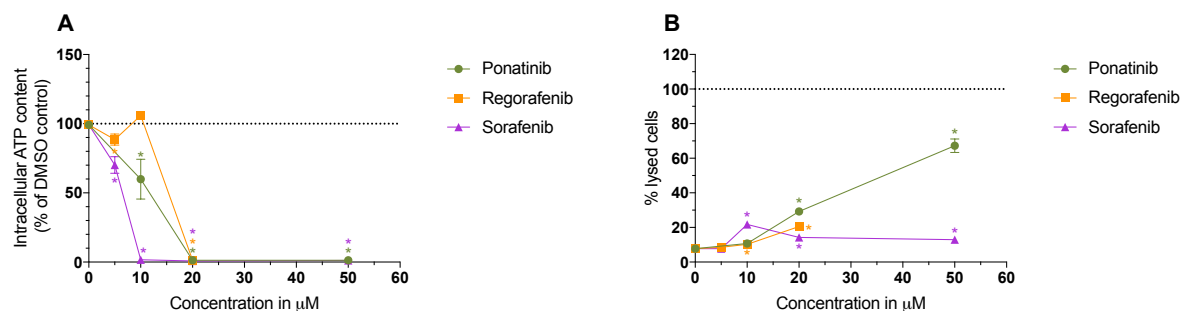 A
150
100
50
0
0 10 20 30 40 50 60
Intracellular ATP content
(% of DMSO control)
Concentration in μM
* * * * * * * * *
Ponatinib
Regorafenib
Sorafenib
B
120
100
80
60
40
20
0
0 10 20 30 40 50 60
% lysed cells
Concentration in μM
* * * * * * * *
Ponatinib
Regorafenib
Sorafenib